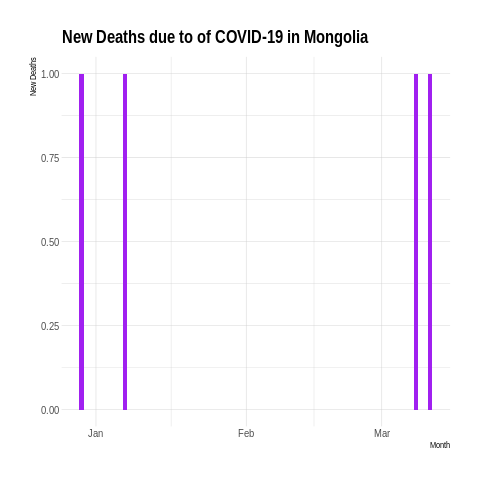 New Deaths due to of COVID-19 in Mongolia
New Deaths
1.00
0.75
0.50
0.25
0.00
Jan Feb Mar
Month